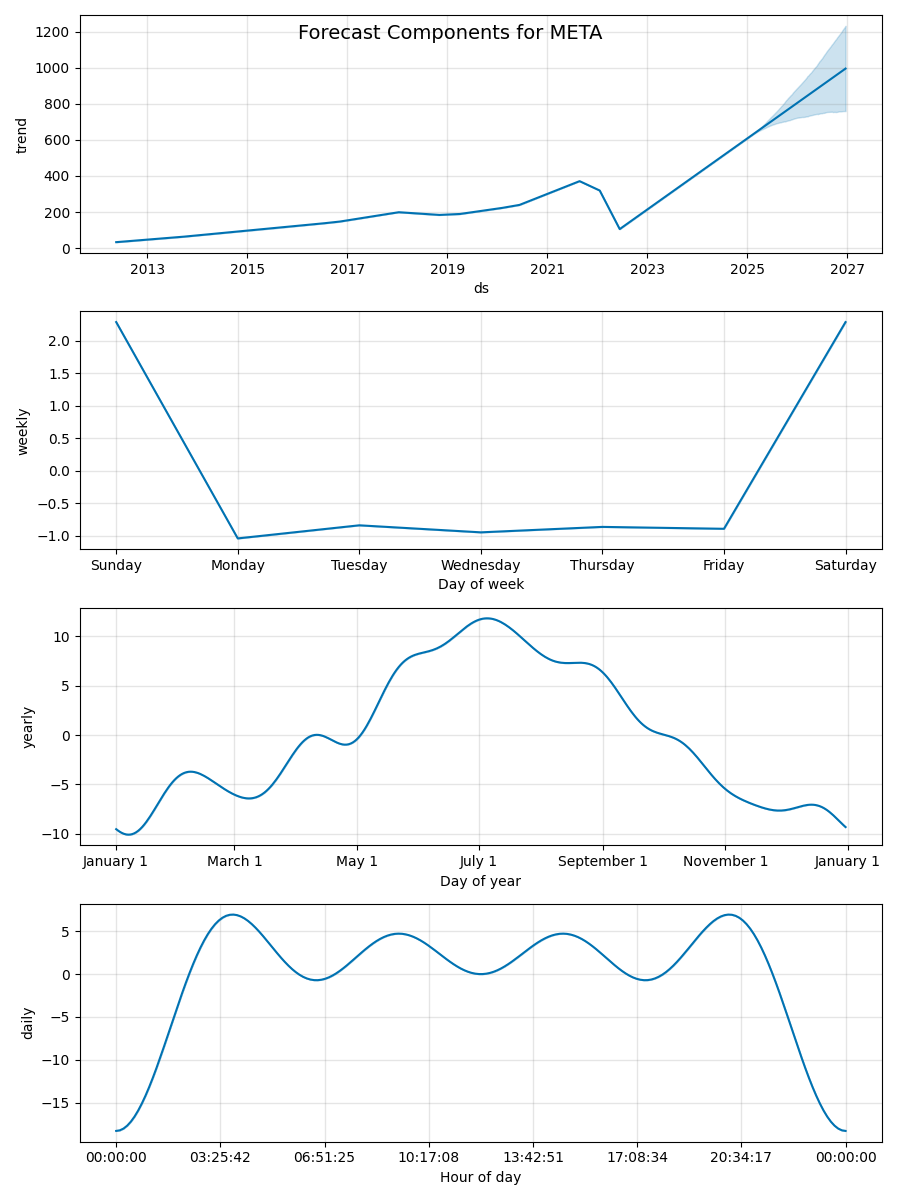 Forecast Components for META
1200
1000
800
600
400
200
0
trend
2013 2015 2017 2019 2021 2023 2025 2027
ds
2.0
1.5
1.0
0.5
0.0
−0.5
−1.0
weekly
Sunday Monday Tuesday Wednesday Thursday Friday Saturday
Day of week
10
5
0
−5
−10
yearly
January 1 March 1 May 1 July 1 September 1 November 1 January 1
Day of year
5
0
−5
−10
−15
daily
00:00:00 03:25:42 06:51:25 10:17:08 13:42:51 17:08:34 20:34:17 00:00:00
Hour of day